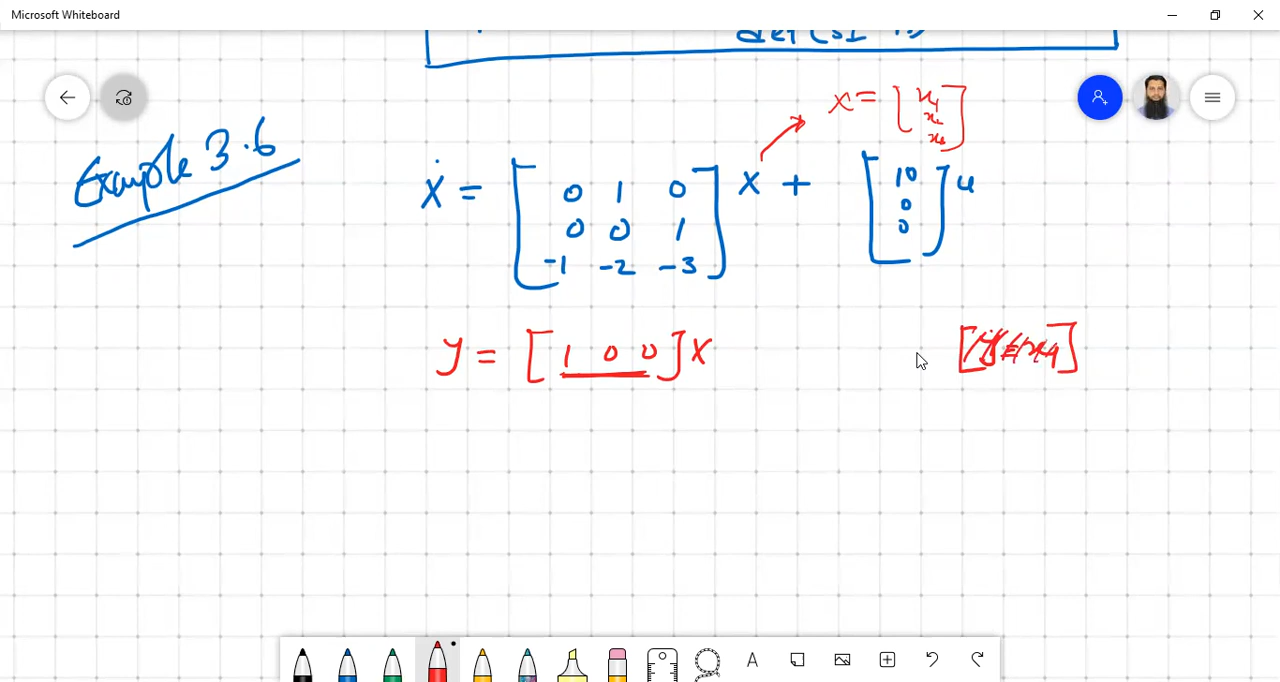 Microsoft Whiteboard
Example 3.6
x = [x1 x2 x3]
Ẋ = [0 1 0 X + [10 u
0 0 1 0
-1 -2 -3] 0]
y = [1 0 0] X
A